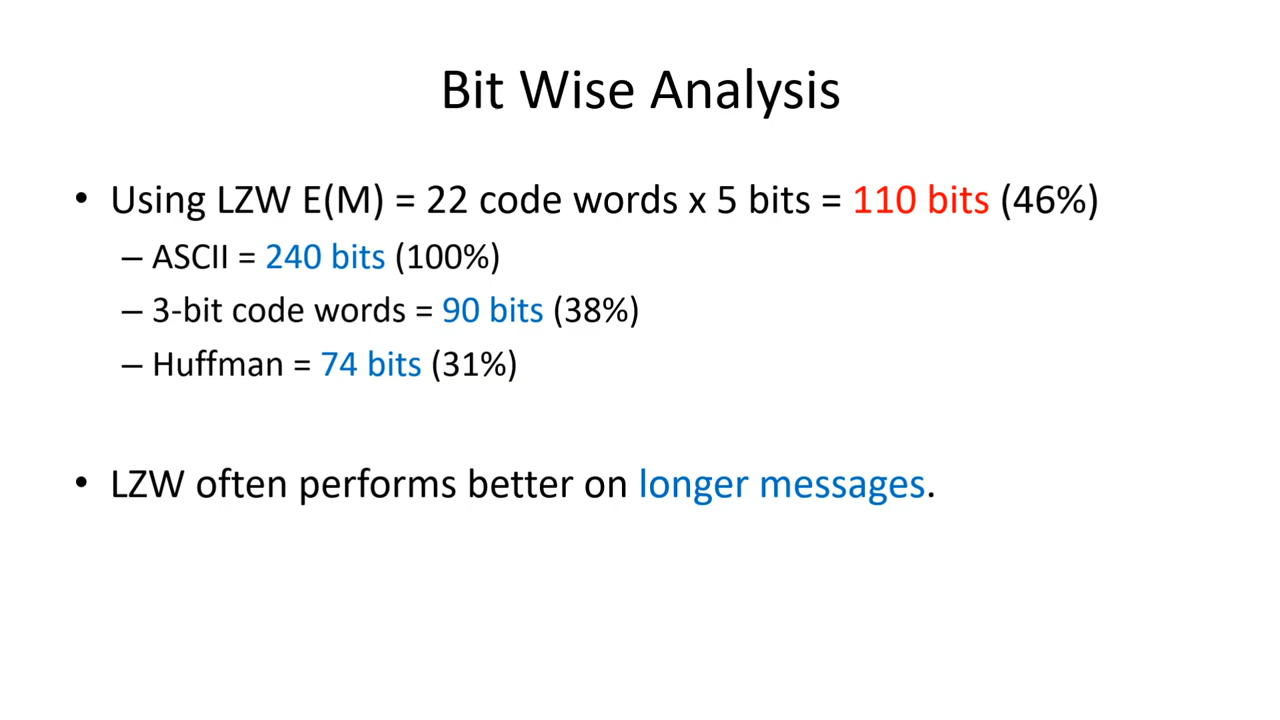 Bit Wise Analysis
• Using LZW E(M) = 22 code words x 5 bits = 110 bits (46%)
– ASCII = 240 bits (100%)
– 3-bit code words = 90 bits (38%)
– Huffman = 74 bits (31%)
• LZW often performs better on longer messages.